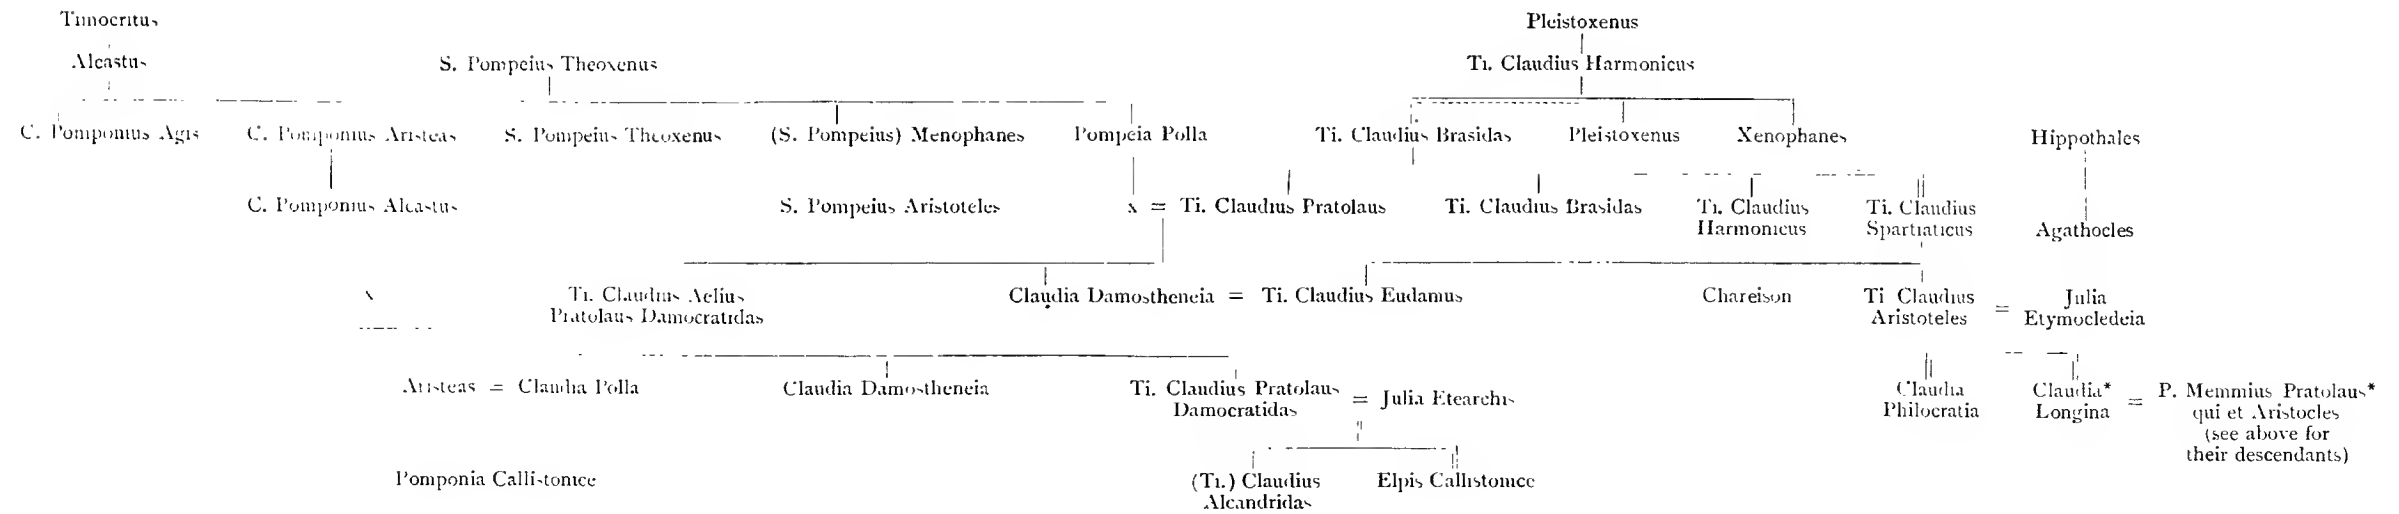 Timocritus
Pleistoxenus
Alcastus
S. Pompeius Theoxenus
Ti. Claudius Harmonicus
C. Pomponius Agis
C. Pomponius Aristeas
S. Pompeius Theoxenus
(S. Pompeius) Menophanes
Pompeia Polla
Ti. Claudius Brasidas
Pleistoxenus
Xenophanes
Hippothales
C. Pomponius Alcastus
S. Pompeius Aristoteles
x = Ti. Claudius Pratolaus
Ti. Claudius Brasidas
Ti. Claudius
Harmonicus
Ti. Claudius
Spartiaticus
Agathocles
x
Ti. Claudius Aelius
Pratolaus Damocratidas
Claudia Damostheneia = Ti. Claudius Eudamus
Chareison
Ti Claudius
Aristoteles
=
Julia
Etymocledeia
Aristeas = Claudia Polla
Claudia Damostheneia
Ti. Claudius Pratolaus
Damocratidas
= Julia Etearchis
Claudia
Philocratia
Claudia*
Longina
=
P. Memmius Pratolaus*
qui et Aristocles
(see above for
their descendants)
Pomponia Callistonice
(Ti.) Claudius
Alcandridas
Elpis Callistonice